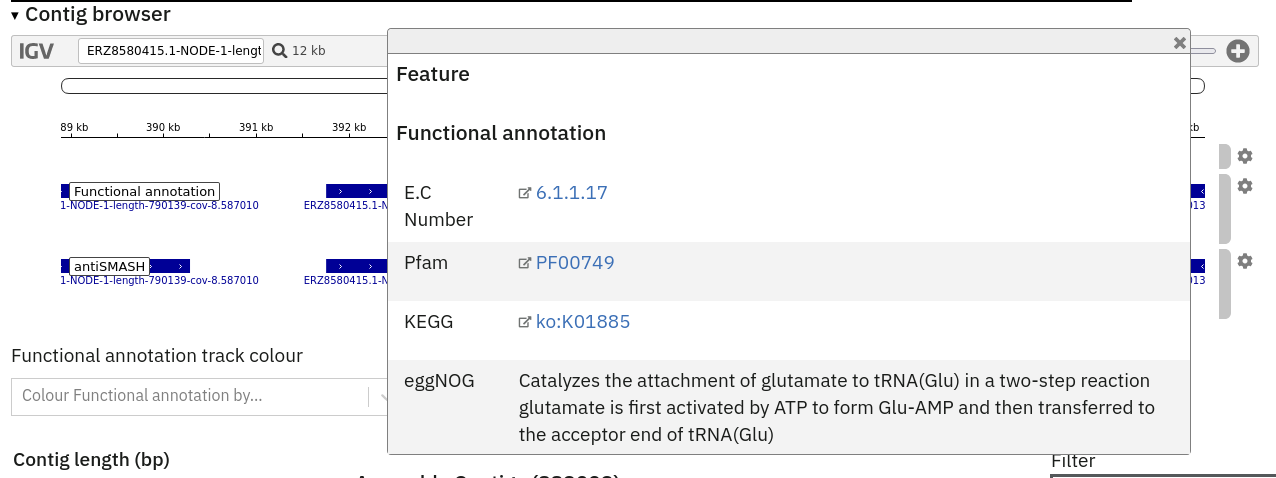 ▾ Contig browser
IGV ERZ8580415.1-NODE-1-lengt 12 kb
Feature
Functional annotation
89 kb 390 kb 391 kb 392 kb kb
E.C Number 6.1.1.17
Functional annotation
1-NODE-1-length-790139-cov-8.587010 ERZ8580415.1-N 013
Pfam PF00749
antiSMASH
1-NODE-1-length-790139-cov-8.587010 ERZ8580415.1-N 013
KEGG ko:K01885
Functional annotation track colour
eggNOG Catalyzes the attachment of glutamate to tRNA(Glu) in a two-step reaction
glutamate is first activated by ATP to form Glu-AMP and then transferred to
the acceptor end of tRNA(Glu)
Colour Functional annotation by...
Contig length (bp)
Filter